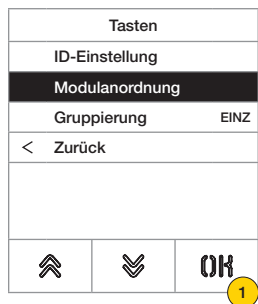 Tasten
ID-Einstellung
Modulanordnung
Gruppierung EINZ
< Zurück
OK
1